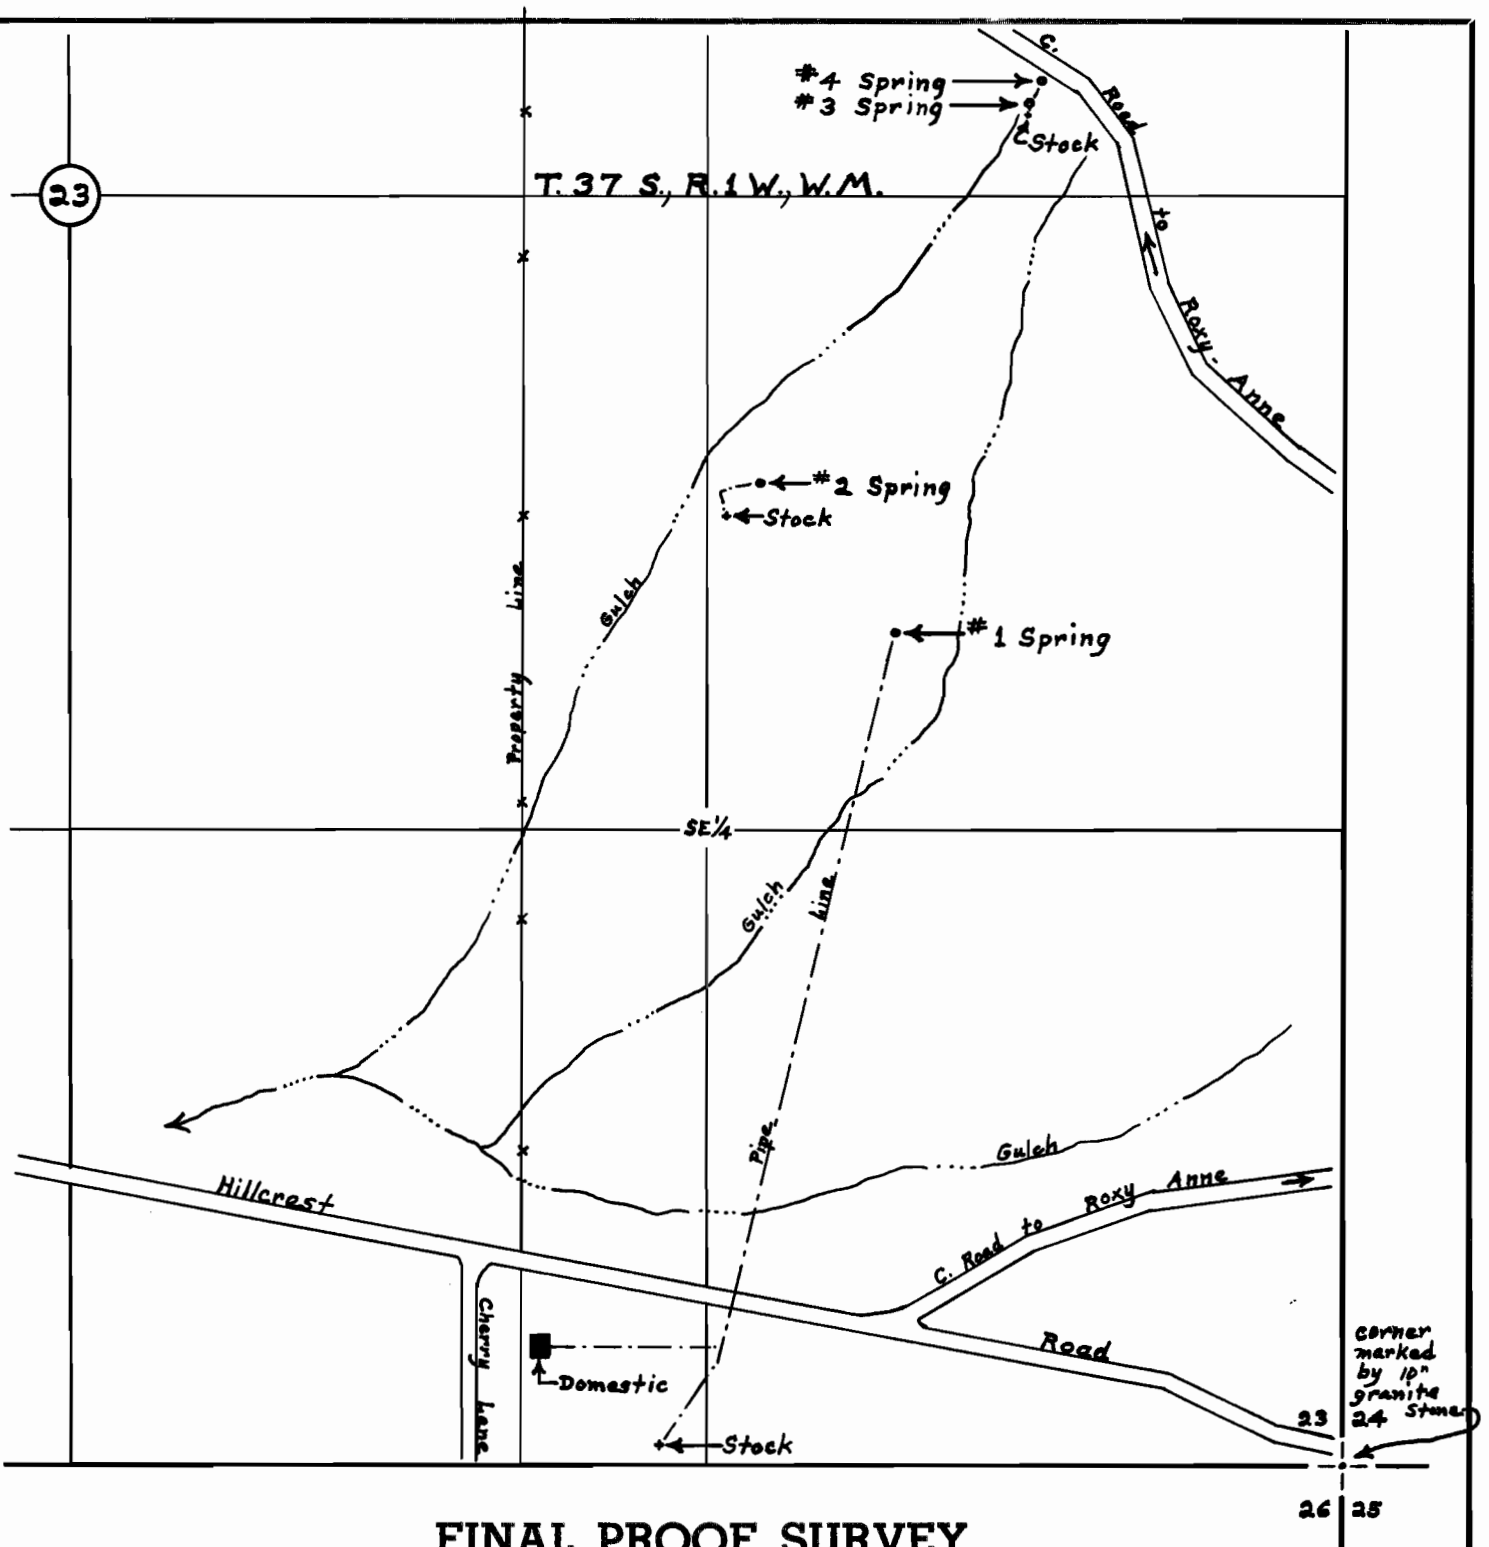 C. Road to Roxy-Anne
#4 Spring
#3 Spring
Stock
T. 37 S., R. 1 W., W.M.
23
#2 Spring
Stock
Gulch
Property Line
#1 Spring
SE¼
Gulch
Pipe Line
Gulch
Hillcrest
C. Road to Roxy Anne
Cherry Lane
Road
Domestic
Stock
corner
marked
by 10"
granite
Stone
23 24
26 25
FINAL PROOF SURVEY